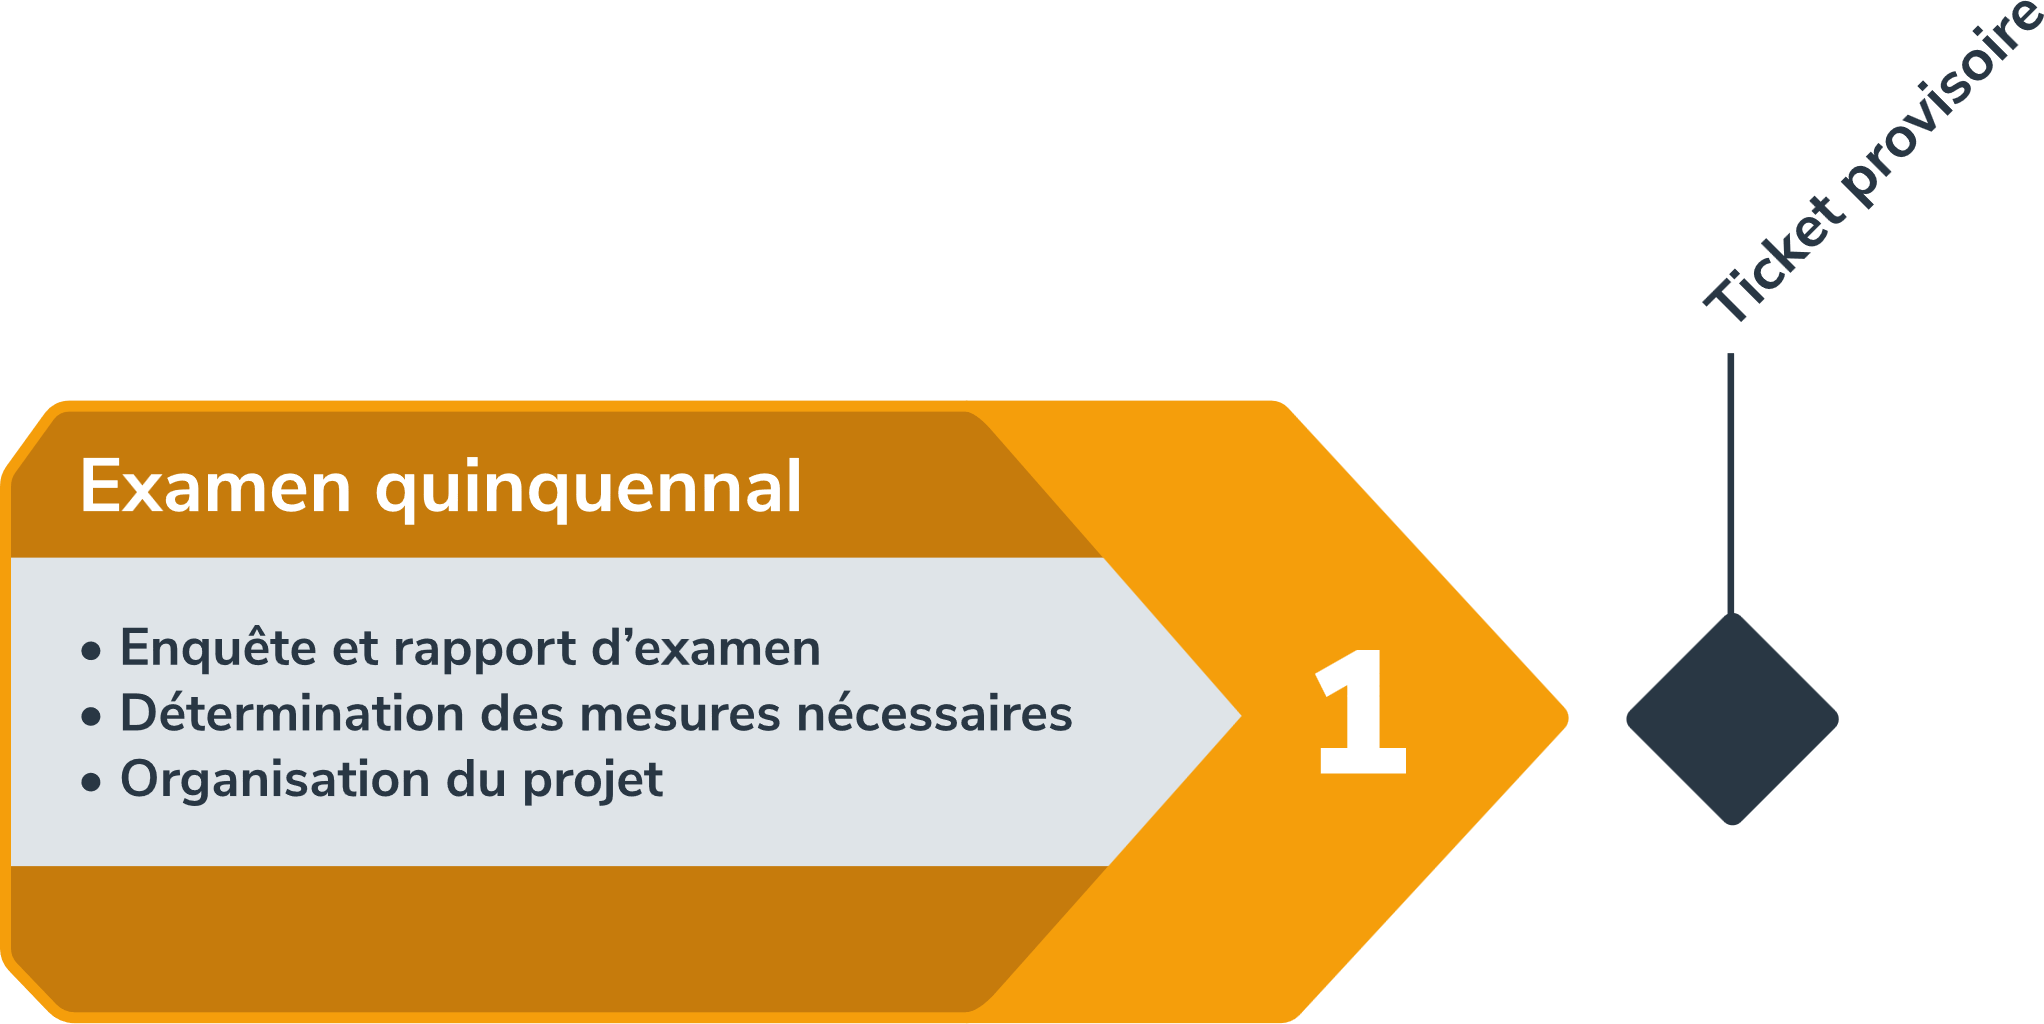 Ticket provisoire
Examen quinquennal
• Enquête et rapport d’examen
• Détermination des mesures nécessaires
• Organisation du projet
1